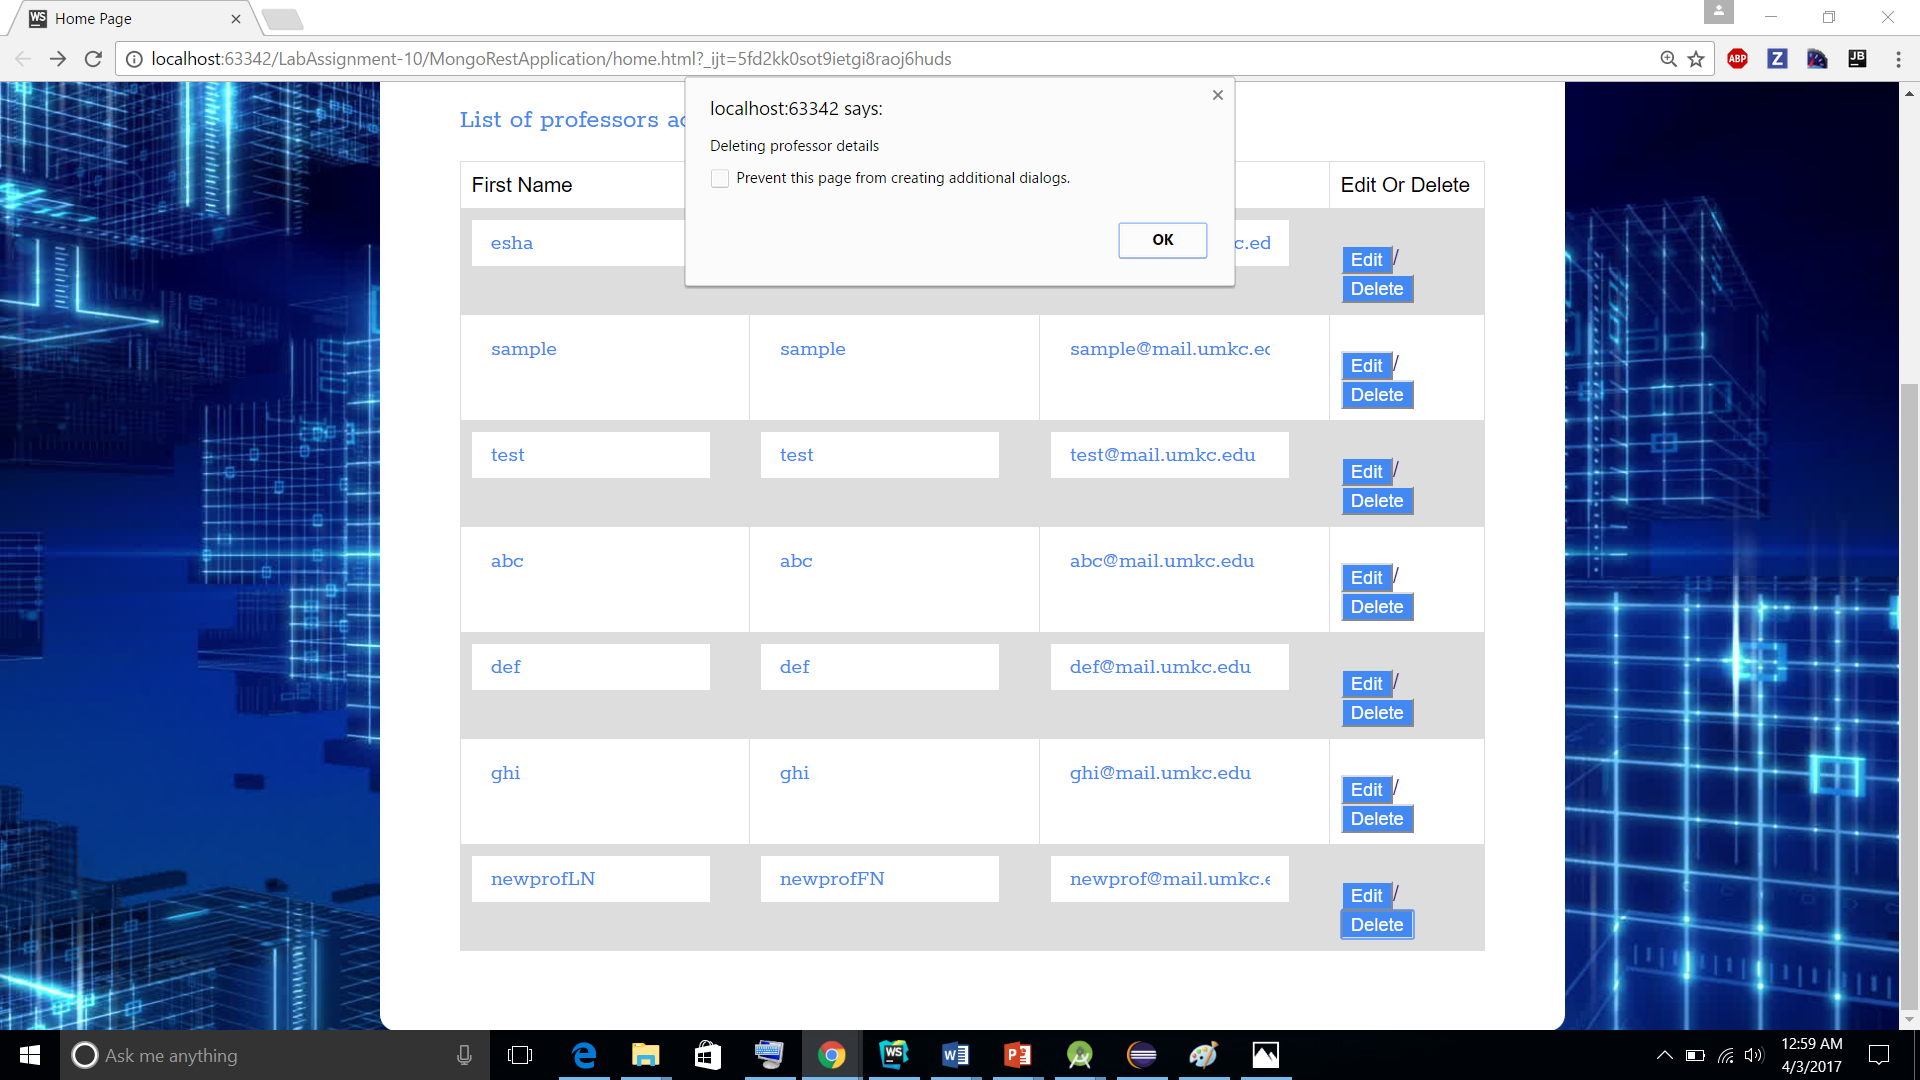 WS Home Page
localhost:63342/LabAssignment-10/MongoRestApplication/home.html?_ijt=5fd2kk0sot9ietgi8raoj6huds
ABP Z JB
localhost:63342 says:
Deleting professor details
Prevent this page from creating additional dialogs.
OK
List of professors
First Name Edit Or Delete
esha c.ed Edit/
Delete
sample sample sample@mail.umkc.ec Edit/
Delete
test test test@mail.umkc.edu Edit/
Delete
abc abc abc@mail.umkc.edu Edit/
Delete
def def def@mail.umkc.edu Edit/
Delete
ghi ghi ghi@mail.umkc.edu Edit/
Delete
newprofLN newprofFN newprof@mail.umkc.e Edit/
Delete
Ask me anything
WS
12:59 AM
4/3/2017